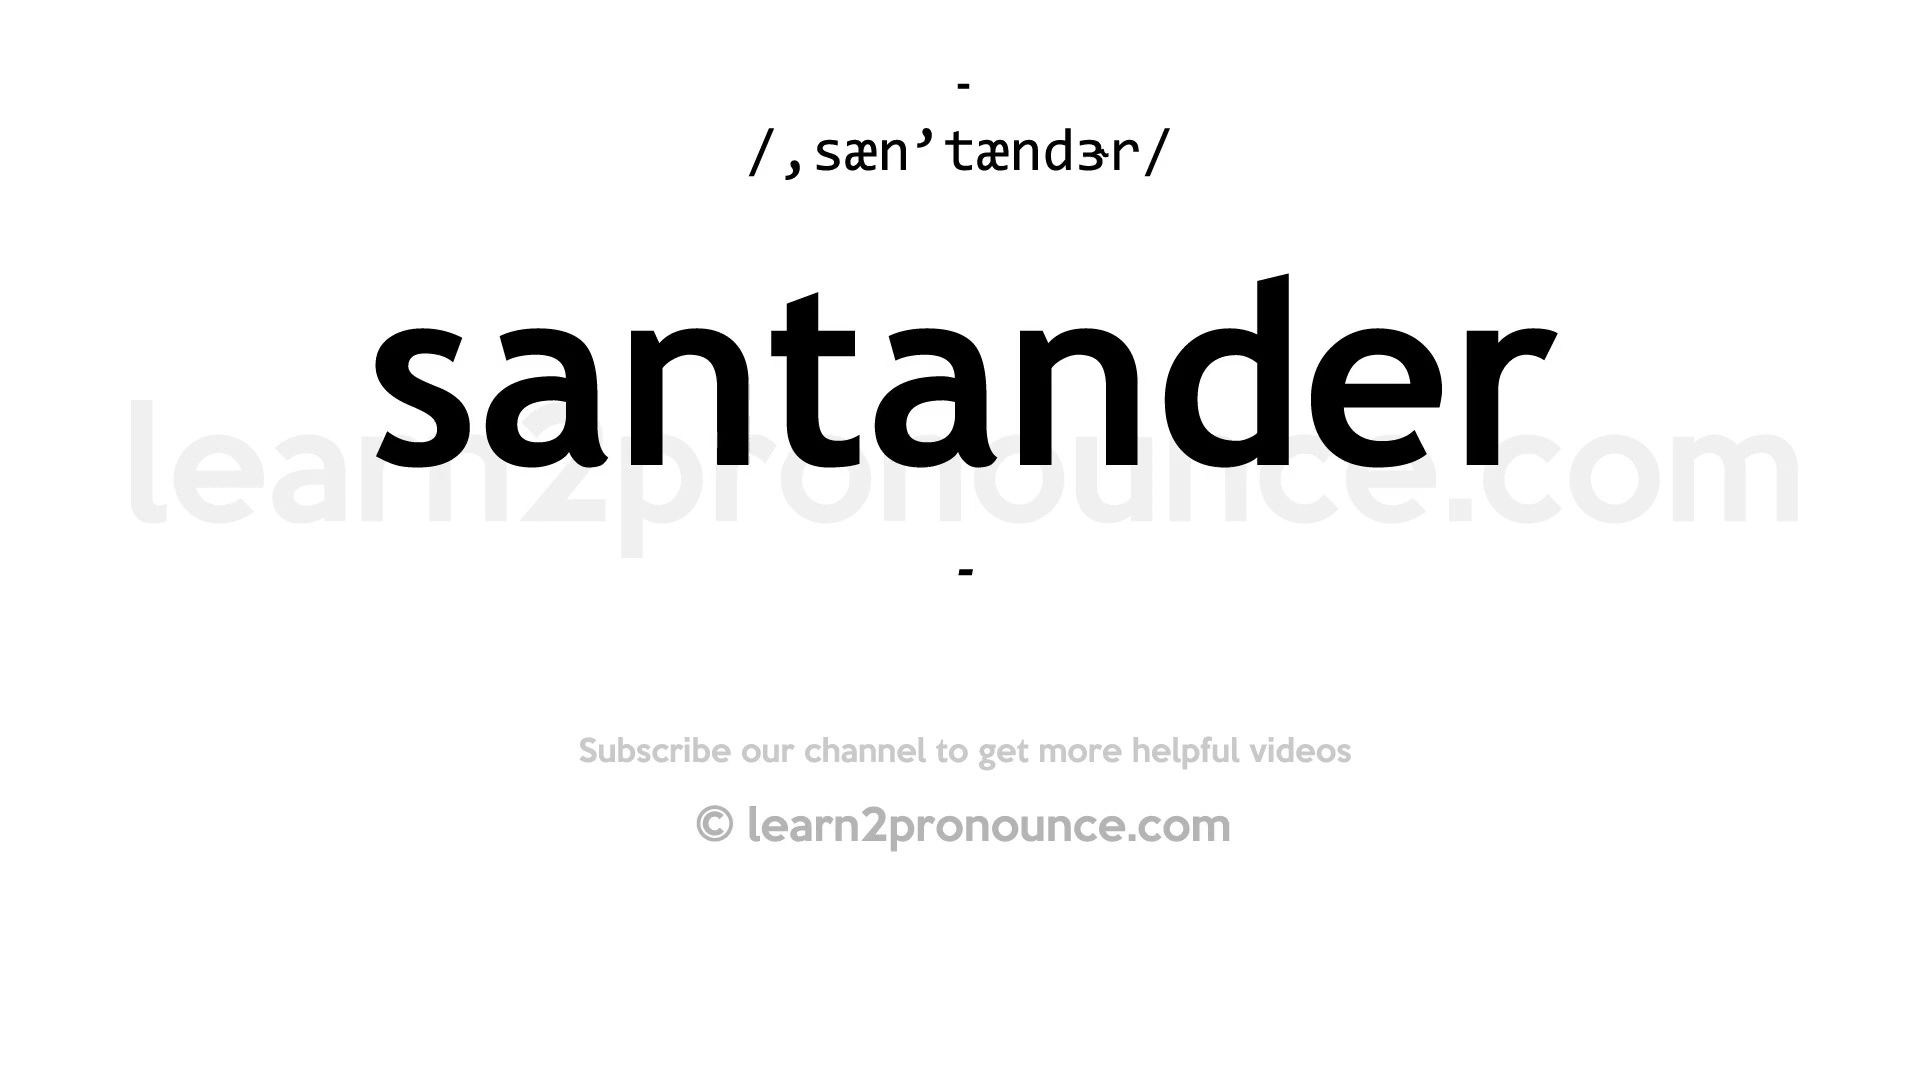 -
/ˌsænˈtændɝr/
santander
learn2pronounce.com
-
Subscribe our channel to get more helpful videos
© learn2pronounce.com